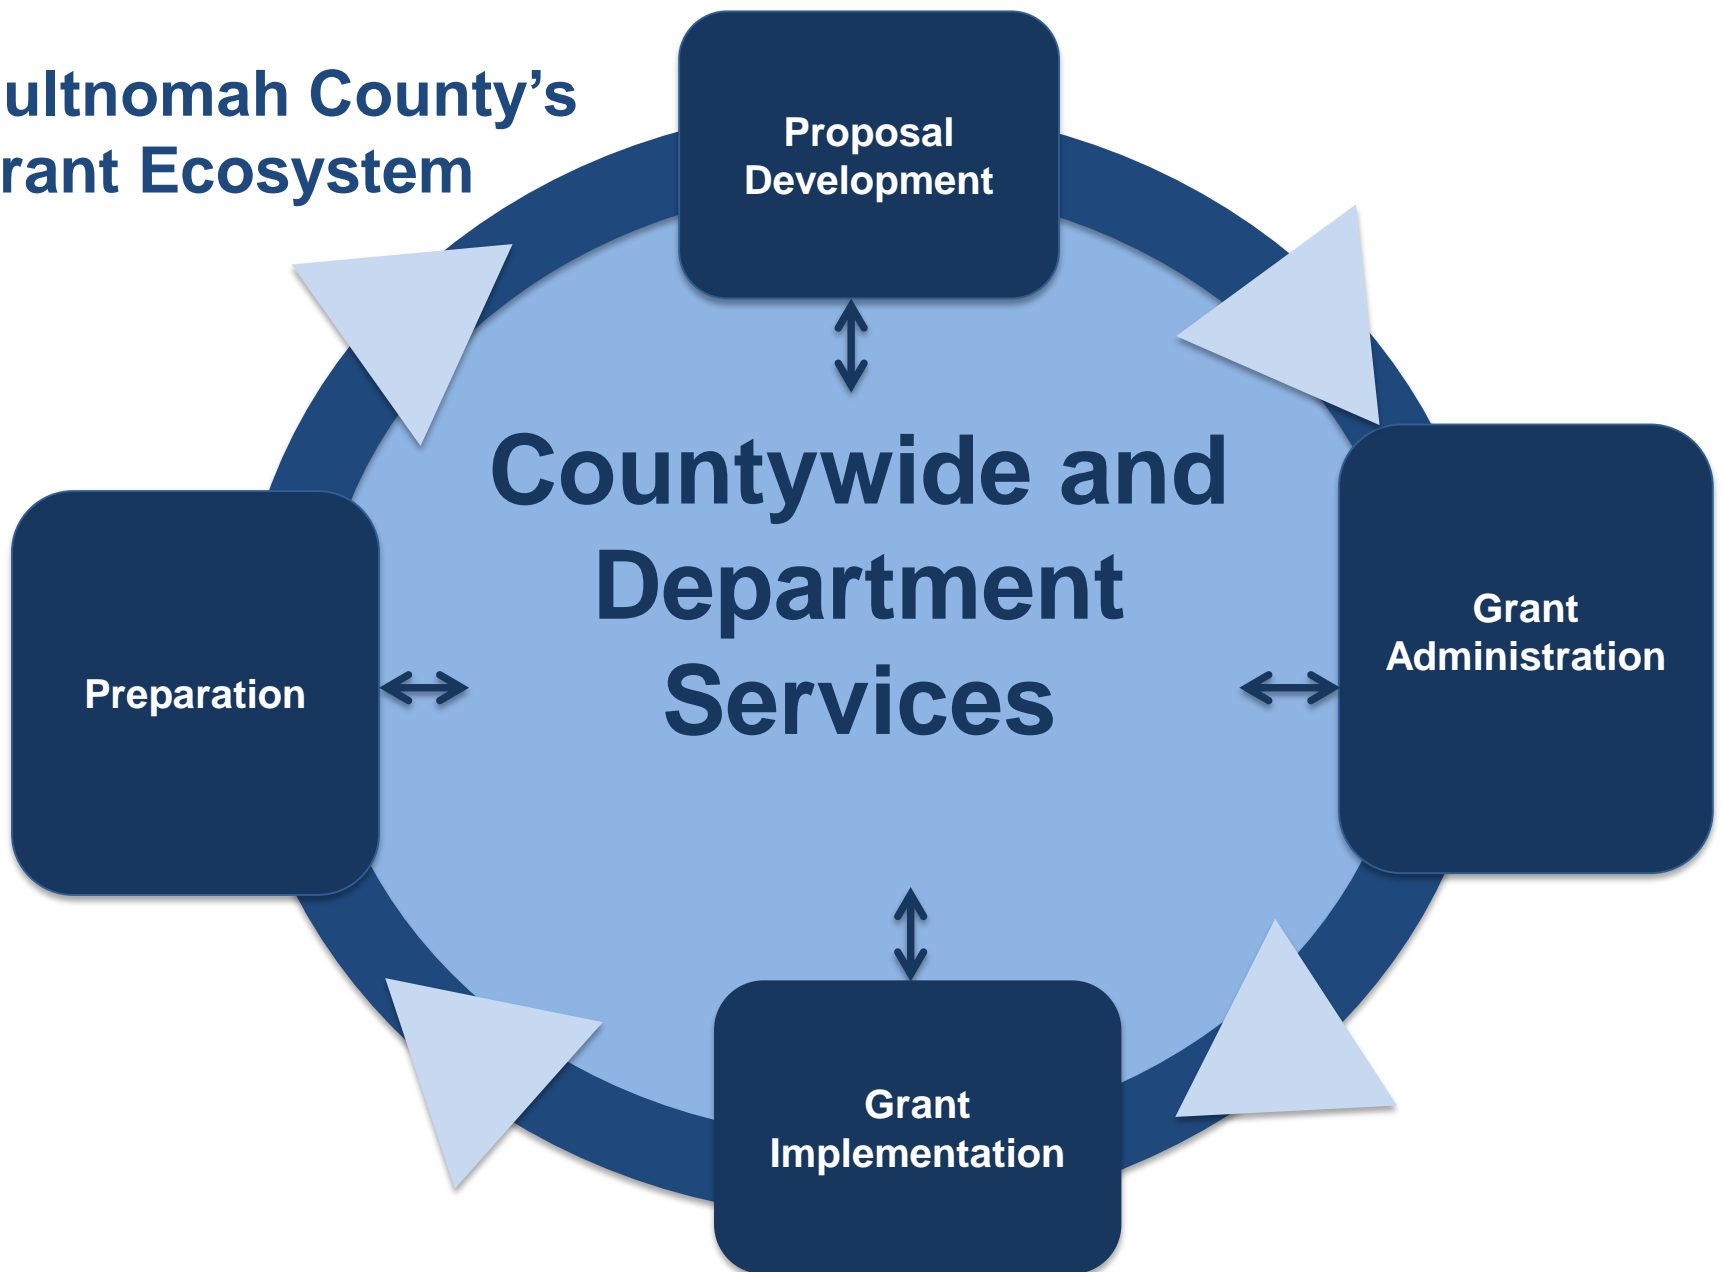 ultnomah County’s
rant Ecosystem
Proposal
Development
Countywide and
Department
Services
Grant
Administration
Preparation
Grant
Implementation